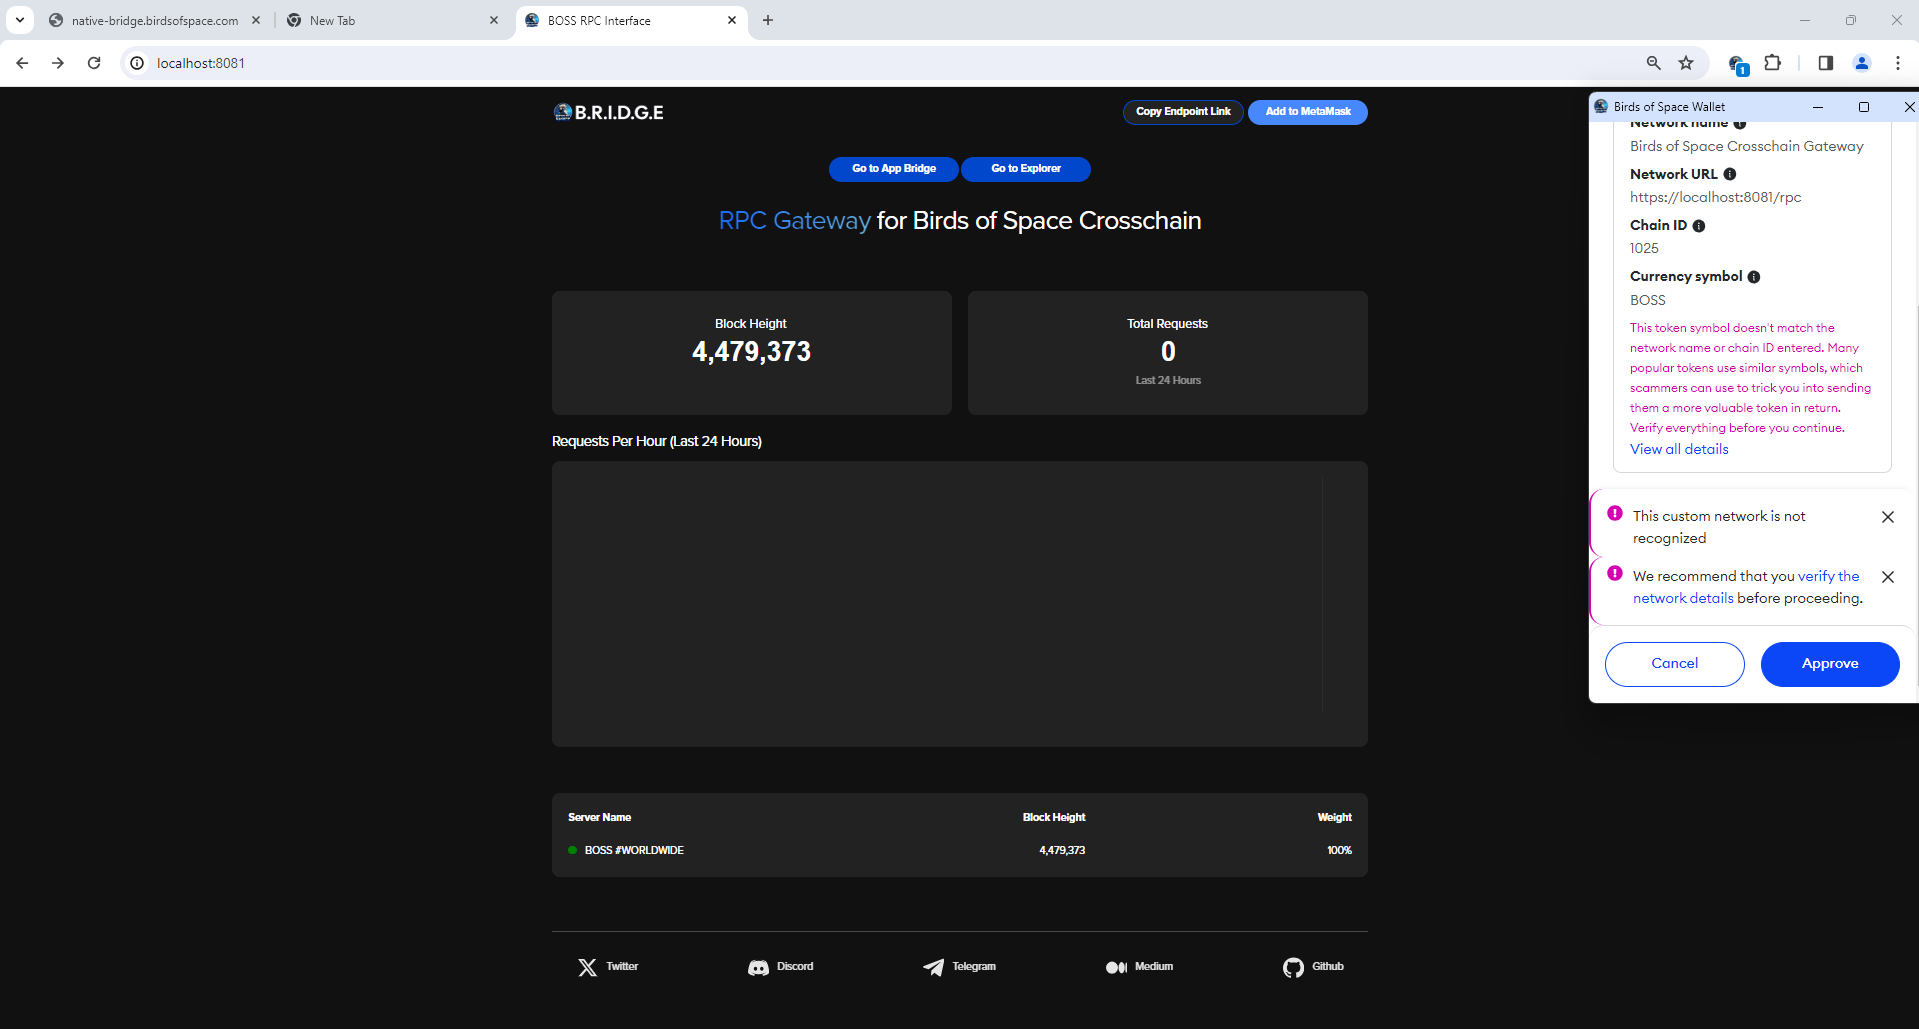 native-bridge.birdsofspace.com
New Tab
BOSS RPC Interface
localhost:8081
1
B.R.I.D.G.E
Copy Endpoint Link
Add to MetaMask
Go to App Bridge
Go to Explorer
RPC Gateway for Birds of Space Crosschain
Block Height
4,479,373
Total Requests
0
Last 24 Hours
Requests Per Hour (Last 24 Hours)
Server Name
Block Height
Weight
BOSS #WORLDWIDE
4,479,373
100%
Twitter
Discord
Telegram
Medium
Github
Birds of Space Wallet
Network name
Birds of Space Crosschain Gateway
Network URL
https://localhost:8081/rpc
Chain ID
1025
Currency symbol
BOSS
This token symbol doesn't match the
network name or chain ID entered. Many
popular tokens use similar symbols, which
scammers can use to trick you into sending
them a more valuable token in return.
Verify everything before you continue.
View all details
This custom network is not
recognized
We recommend that you verify the
network details before proceeding.
Cancel
Approve